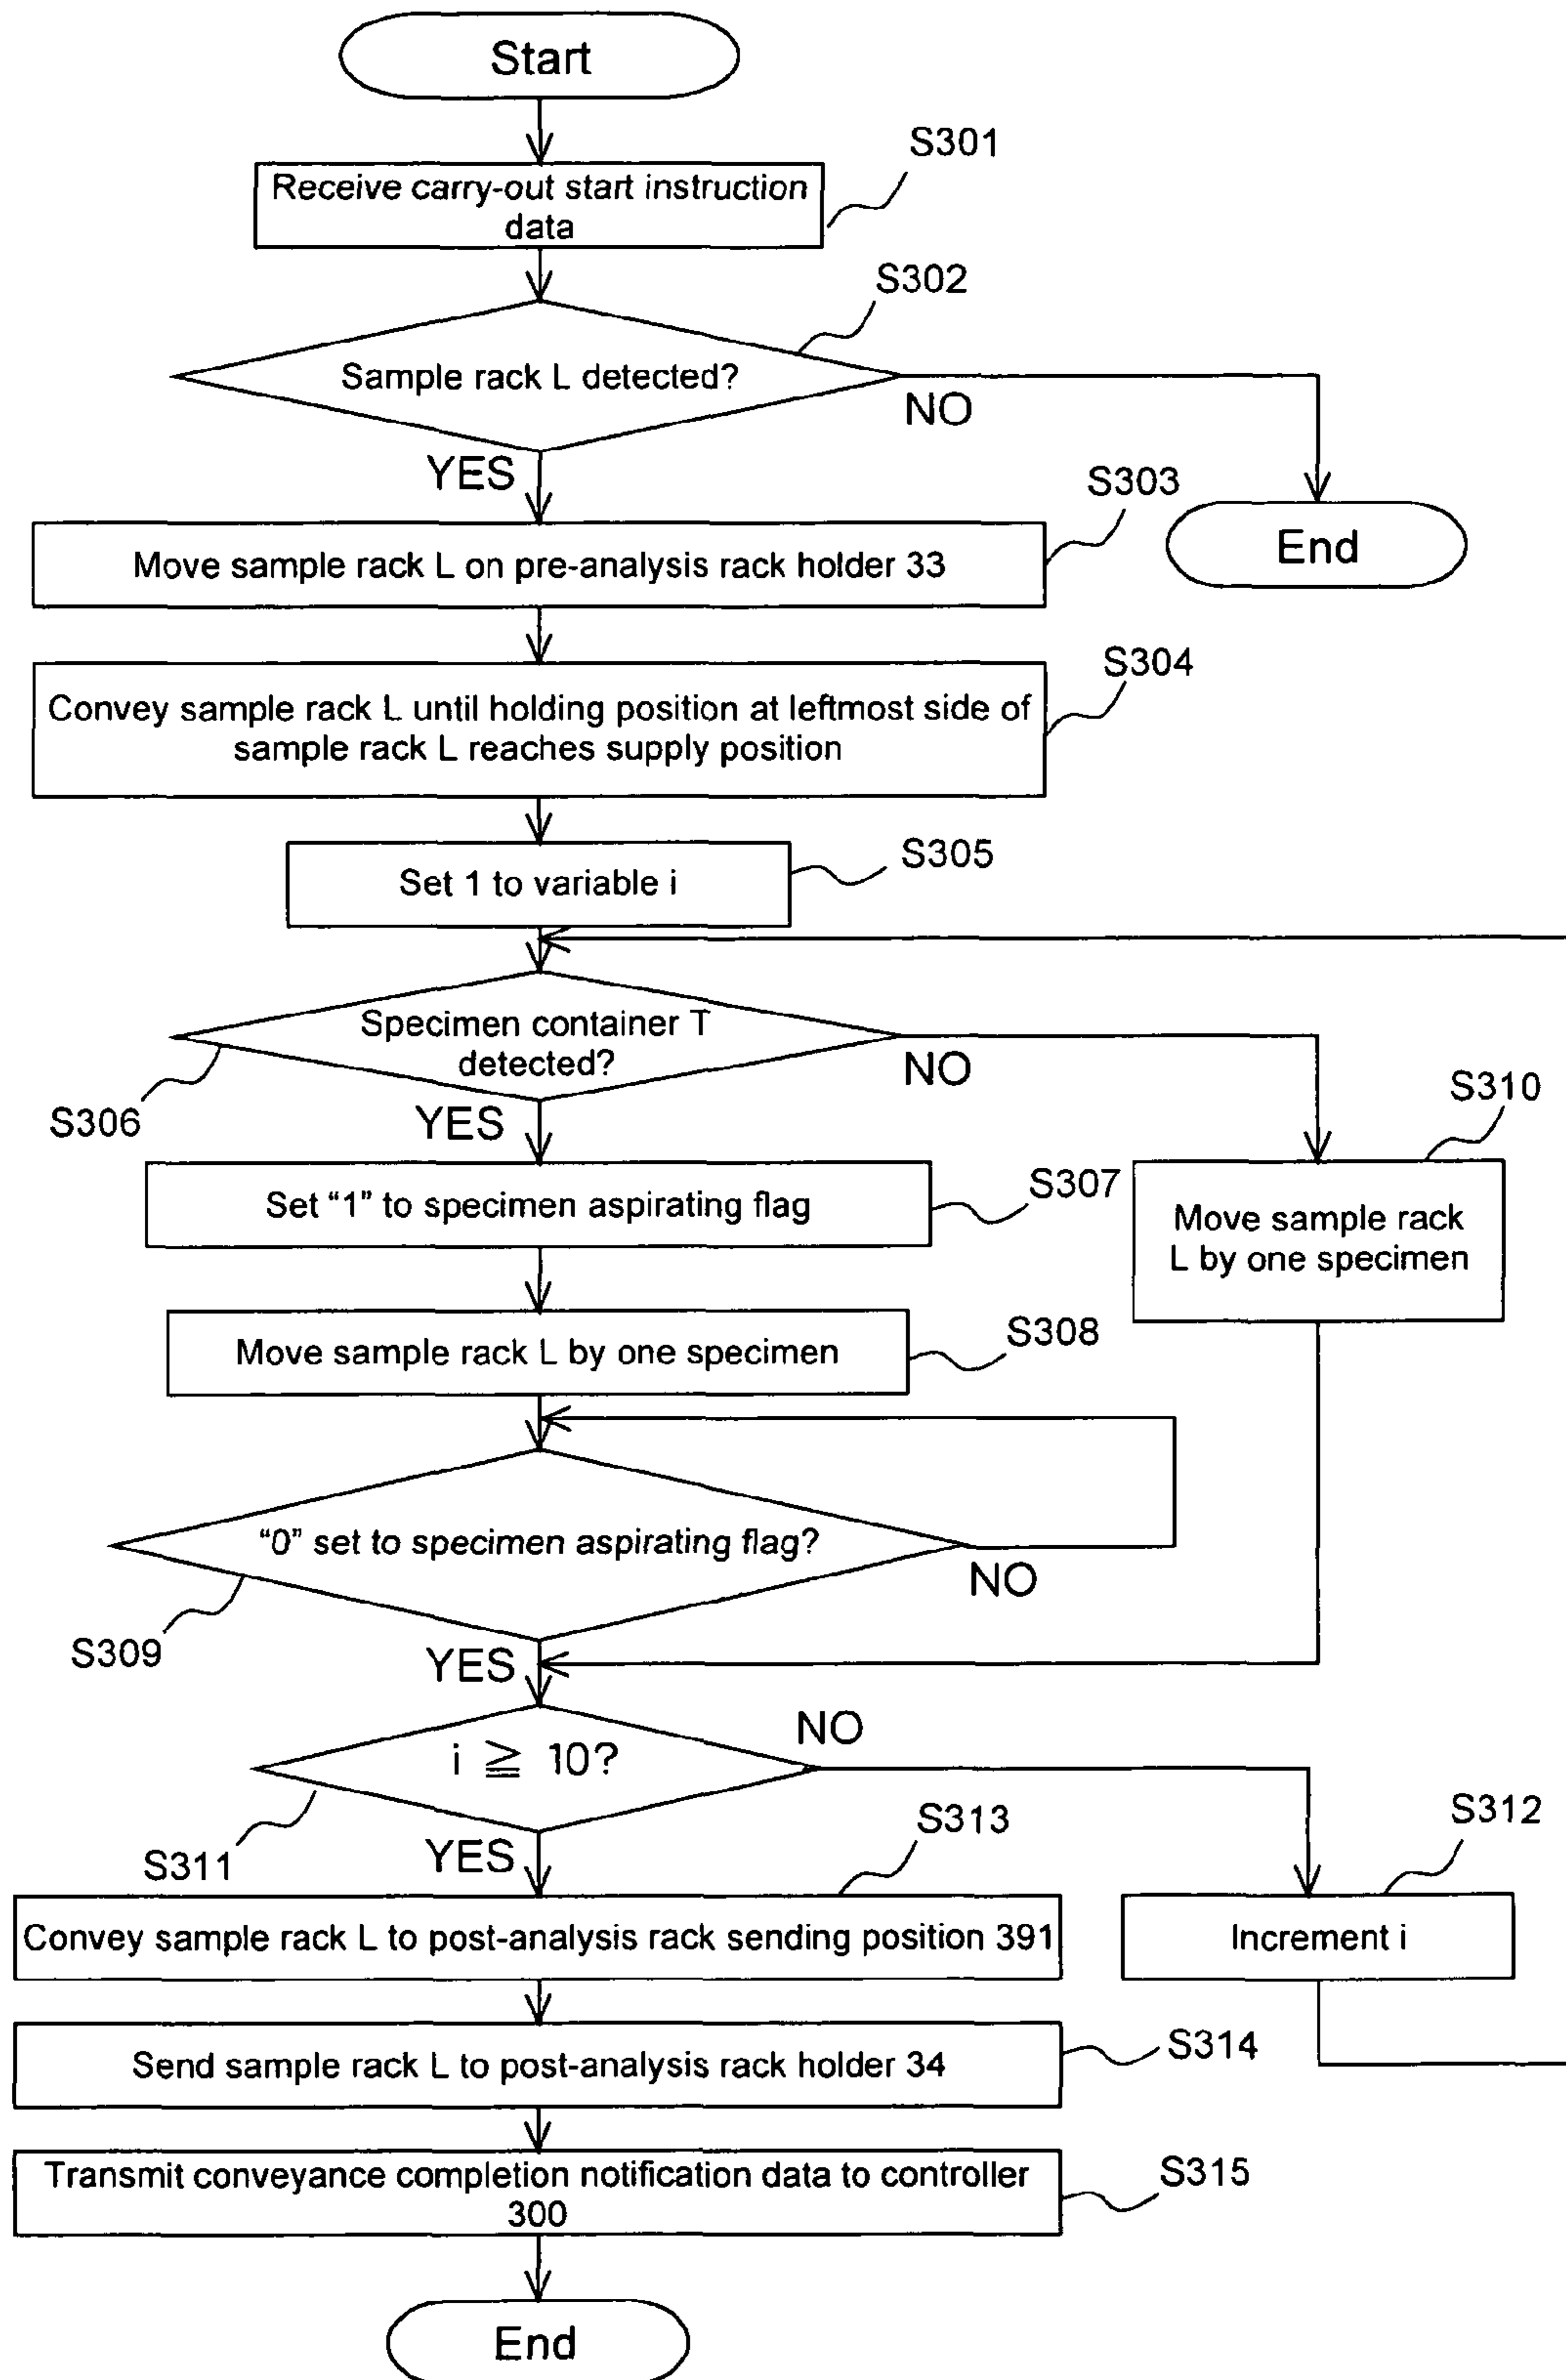 Start
S301
Receive carry-out start instruction
data
S302
Sample rack L detected?
NO
YES
S303
Move sample rack L on pre-analysis rack holder 33
End
S304
Convey sample rack L until holding position at leftmost side of
sample rack L reaches supply position
S305
Set 1 to variable i
Specimen container T
detected?
NO
S306
YES
S310
S307
Set “1” to specimen aspirating flag
Move sample rack
L by one specimen
S308
Move sample rack L by one specimen
“0” set to specimen aspirating flag?
NO
S309
YES
NO
i ≧ 10?
S311
YES
S313
S312
Convey sample rack L to post-analysis rack sending position 391
Increment i
Send sample rack L to post-analysis rack holder 34
S314
Transmit conveyance completion notification data to controller
300
S315
End